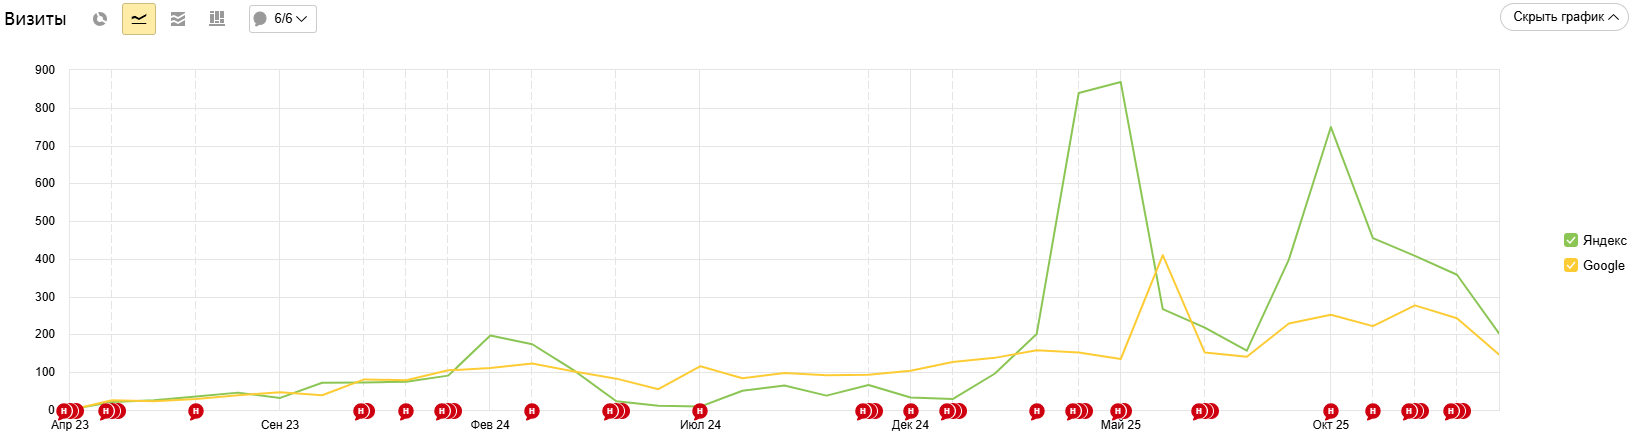 Визиты
6/6
Скрыть график
900
800
700
600
500
400
300
200
100
0
Н Н Н Н Н Н Н Н Н Н Н Н Н Н Н Н Н Н Н Н
Апр 23 Сен 23 Фев 24 Июл 24 Дек 24 Май 25 Окт 25
Яндекс
Google